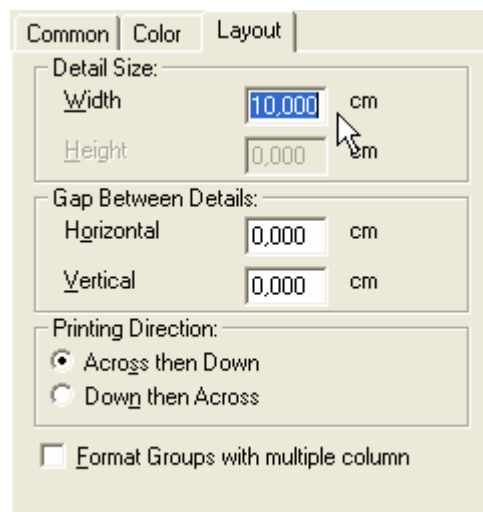 Common Color Layout
Detail Size:
Width 10,000 cm
Height 0,000 cm
Gap Between Details:
Horizontal 0,000 cm
Vertical 0,000 cm
Printing Direction:
Across then Down
Down then Across
Format Groups with multiple column